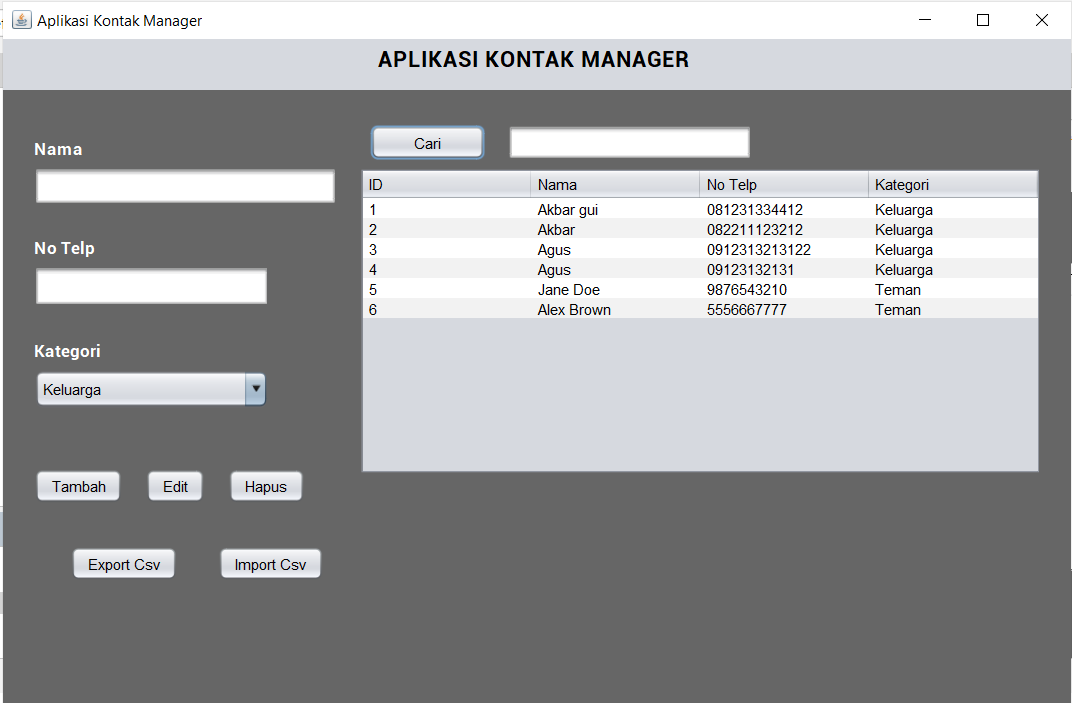 Aplikasi Kontak Manager
APLIKASI KONTAK MANAGER
Nama
No Telp
Kategori
Keluarga
Tambah Edit Hapus
Export Csv Import Csv
Cari
ID Nama No Telp Kategori
1 Akbar gui 081231334412 Keluarga
2 Akbar 082211123212 Keluarga
3 Agus 0912313213122 Keluarga
4 Agus 09123132131 Keluarga
5 Jane Doe 9876543210 Teman
6 Alex Brown 5556667777 Teman